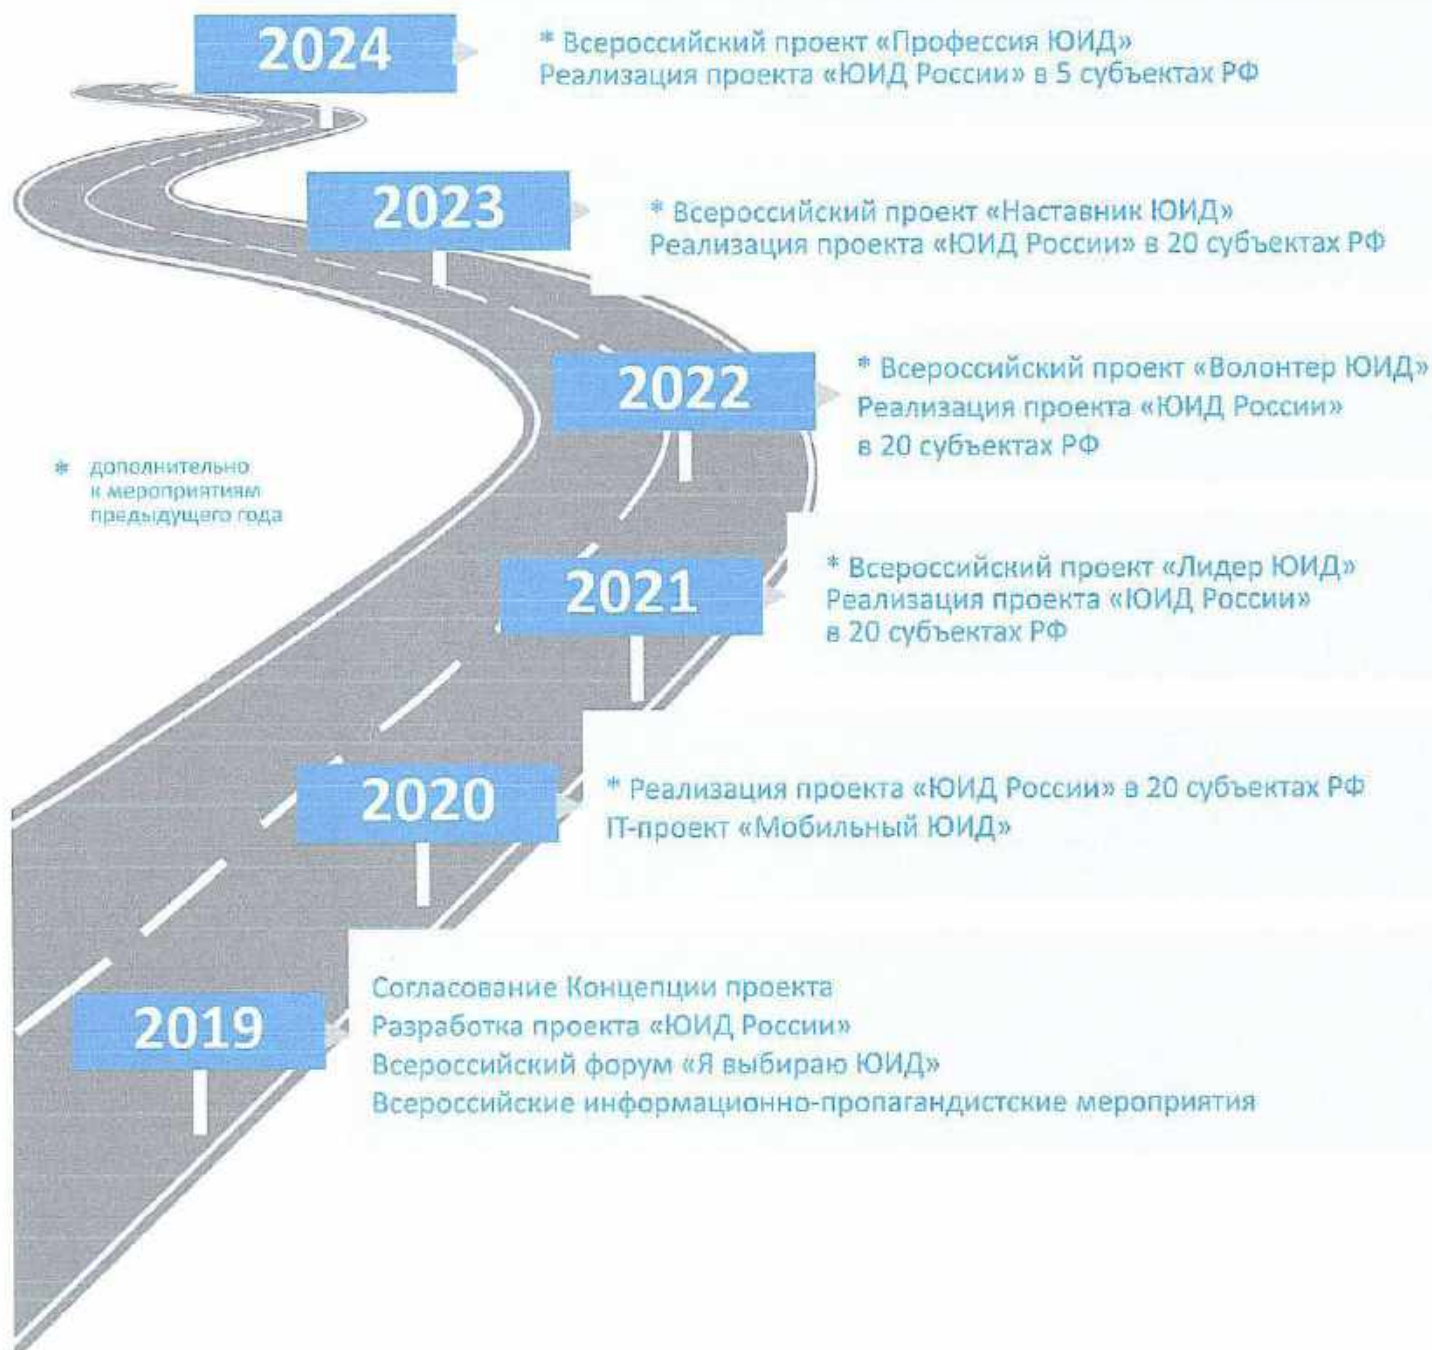 2024
* Всероссийский проект «Профессия ЮИД»
Реализация проекта «ЮИД России» в 5 субъектах РФ
2023
* Всероссийский проект «Наставник ЮИД»
Реализация проекта «ЮИД России» в 20 субъектах РФ
2022
* Всероссийский проект «Волонтер ЮИД»
Реализация проекта «ЮИД России»
в 20 субъектах РФ
* дополнительно
к мероприятиям
предыдущего года
2021
* Всероссийский проект «Лидер ЮИД»
Реализация проекта «ЮИД России»
в 20 субъектах РФ
2020
* Реализация проекта «ЮИД России» в 20 субъектах РФ
IT-проект «Мобильный ЮИД»
2019
Согласование Концепции проекта
Разработка проекта «ЮИД России»
Всероссийский форум «Я выбираю ЮИД»
Всероссийские информационно-пропагандистские мероприятия